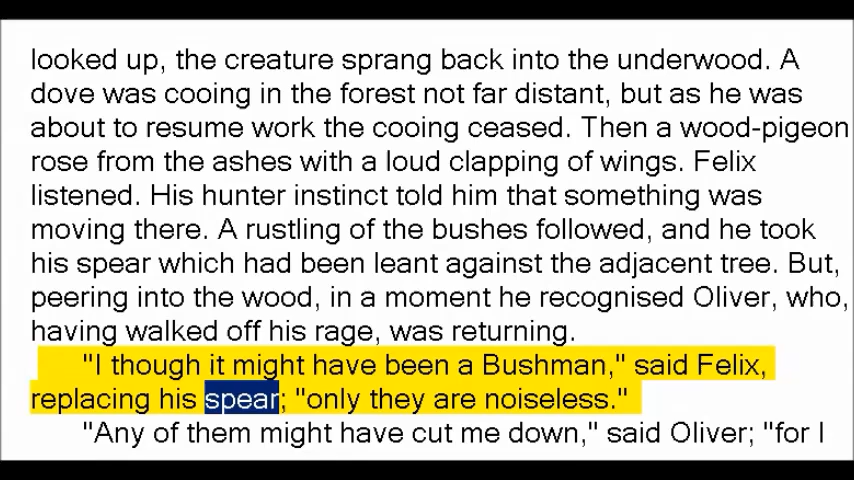 looked up, the creature sprang back into the underwood. A
dove was cooing in the forest not far distant, but as he was
about to resume work the cooing ceased. Then a wood-pigeon
rose from the ashes with a loud clapping of wings. Felix
listened. His hunter instinct told him that something was
moving there. A rustling of the bushes followed, and he took
his spear which had been leant against the adjacent tree. But,
peering into the wood, in a moment he recognised Oliver, who,
having walked off his rage, was returning.
"I though it might have been a Bushman," said Felix,
replacing his spear; "only they are noiseless."
"Any of them might have cut me down," said Oliver; "for I